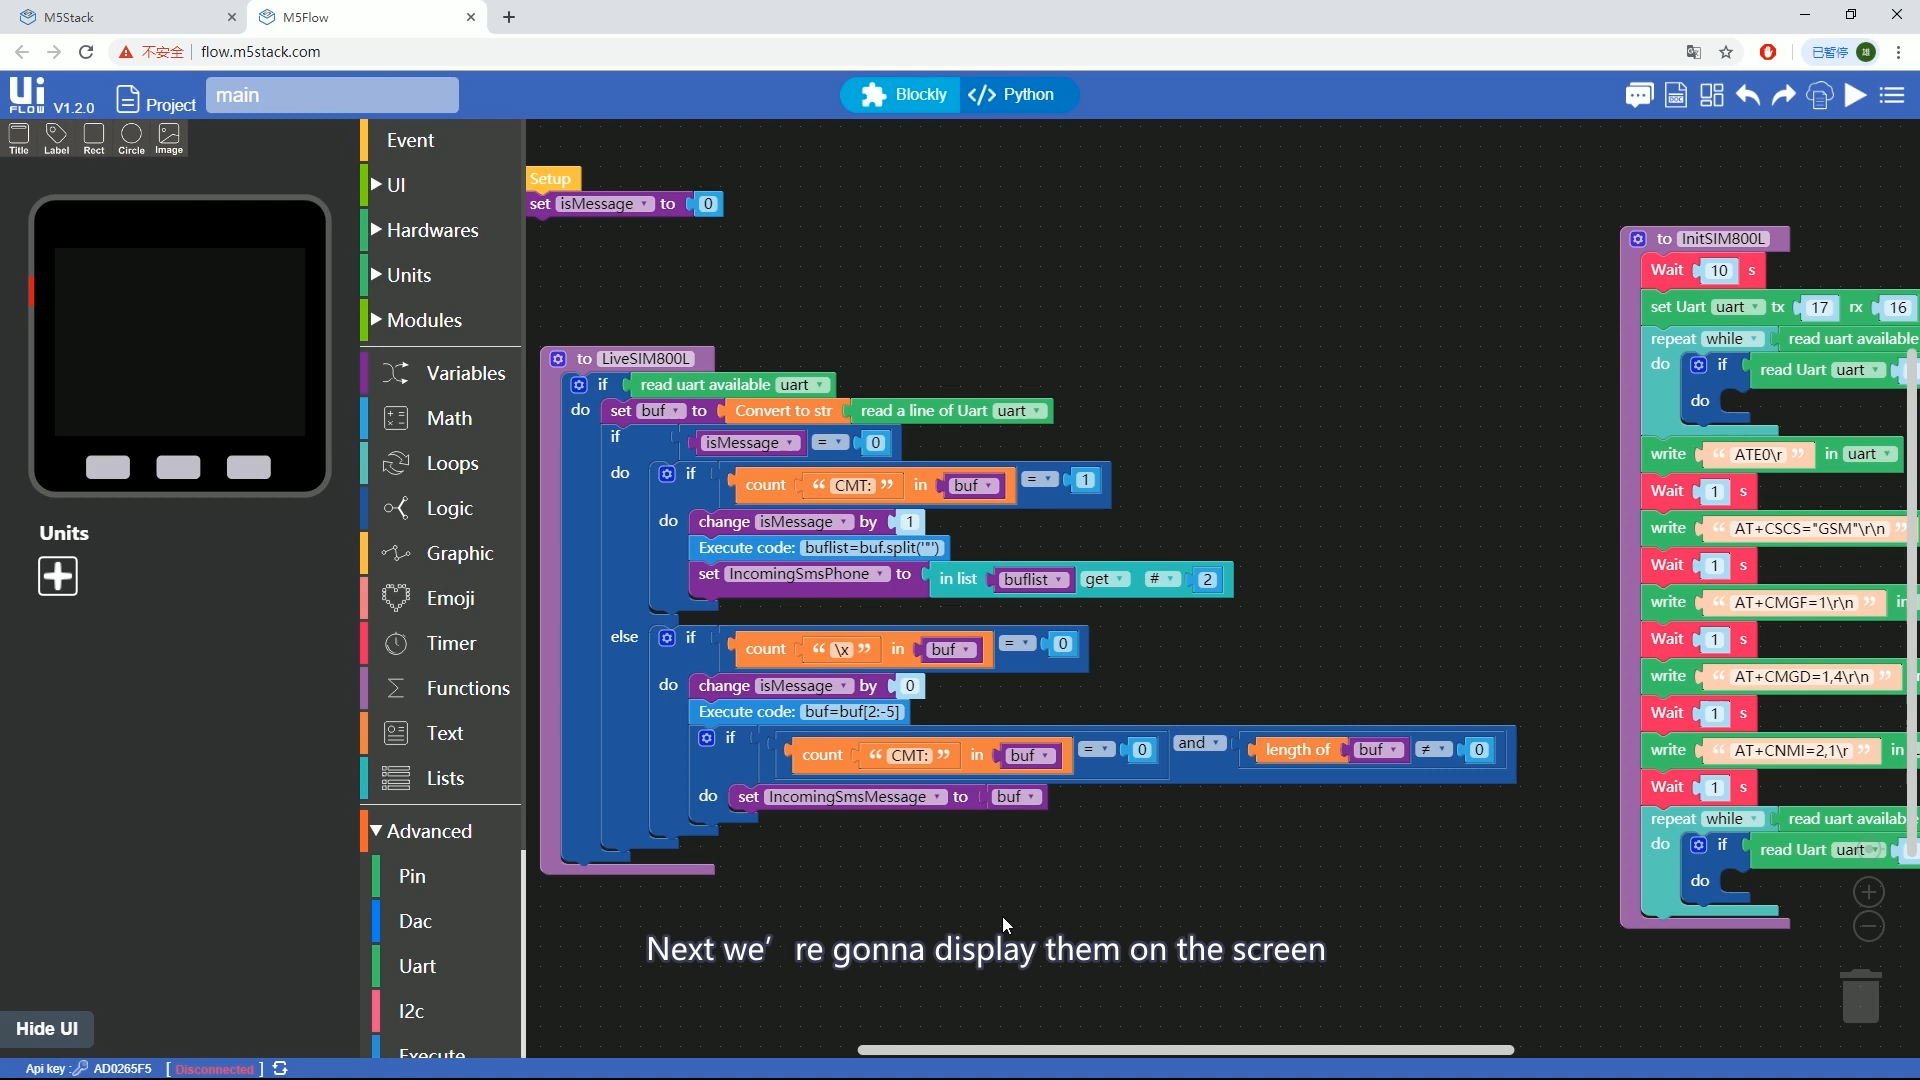 M5Stack
M5Flow
不安全
flow.m5stack.com
已暂停
Ui
FLOW
V1.2.0
Project
main
Blockly
</> Python
Title
Label
Rect
Circle
Image
Units
Hide UI
Event
UI
Hardwares
Units
Modules
Variables
Math
Loops
Logic
Graphic
Emoji
Timer
Functions
Text
Lists
Advanced
Pin
Dac
Uart
I2c
Execute
Setup
set isMessage to 0
to LiveSIM800L
if read uart available uart
do set buf to Convert to str read a line of Uart uart
if isMessage = 0
do if count “ CMT: ” in buf = 1
do change isMessage by 1
Execute code: buflist=buf.split('"')
set IncomingSmsPhone to in list buflist get # 2
else if count “ \x ” in buf = 0
do change isMessage by 0
Execute code: buf=buf[2:-5]
if count “ CMT: ” in buf = 0 and length of buf ≠ 0
do set IncomingSmsMessage to buf
to InitSIM800L
Wait 10 s
set Uart uart tx 17 rx 16
repeat while read uart available
do if read Uart uart
do
write “ ATE0\r ” in uart
Wait 1 s
write “ AT+CSCS="GSM"\r\n ”
Wait 1 s
write “ AT+CMGF=1\r\n ” in
Wait 1 s
write “ AT+CMGD=1,4\r\n ”
Wait 1 s
write “ AT+CNMI=2,1\r ” in
Wait 1 s
repeat while read uart availab
do if read Uart uart
do
Next we’re gonna display them on the screen
Api key : AD0265F5 [ Disconnected ]